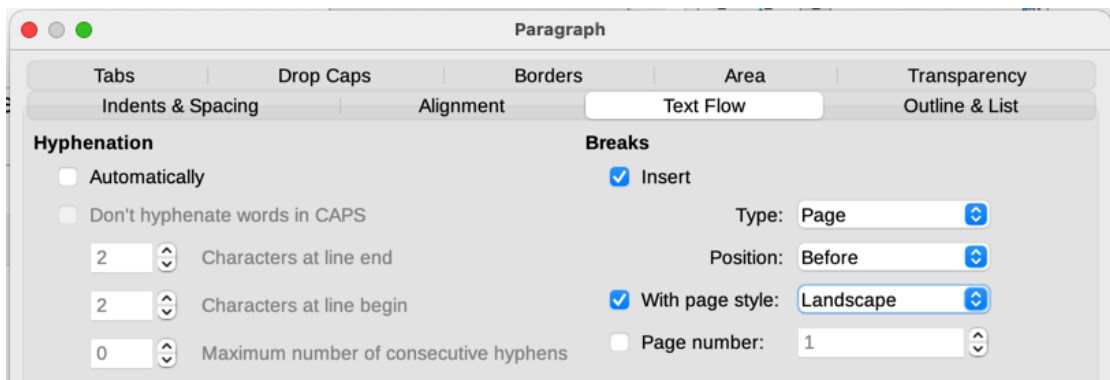 Paragraph
Tabs Drop Caps Borders Area Transparency
Indents & Spacing Alignment Text Flow Outline & List
Hyphenation
Automatically
Don't hyphenate words in CAPS
2 Characters at line end
2 Characters at line begin
0 Maximum number of consecutive hyphens
Breaks
Insert
Type: Page
Position: Before
With page style: Landscape
Page number: 1